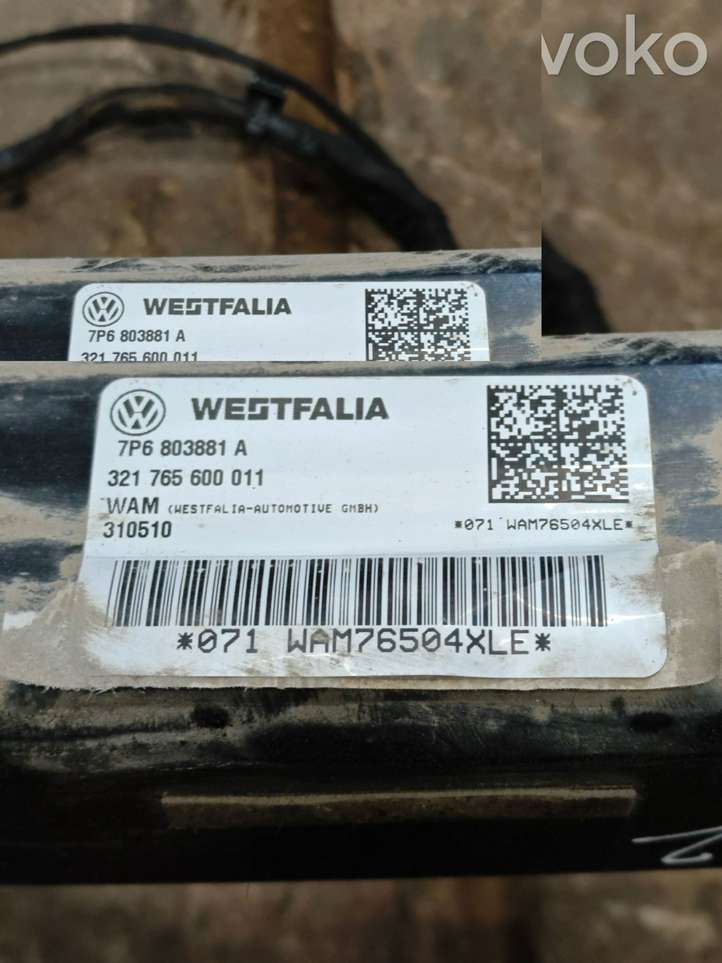 voko
WESTFALIA
7P6 803881 A
321 765 600 011
WESTFALIA
7P6 803881 A
321 765 600 011
WAM (WESTFALIA-AUTOMOTIVE GMBH)
310510
*071 WAM76504XLE*
*071 WAM76504XLE*